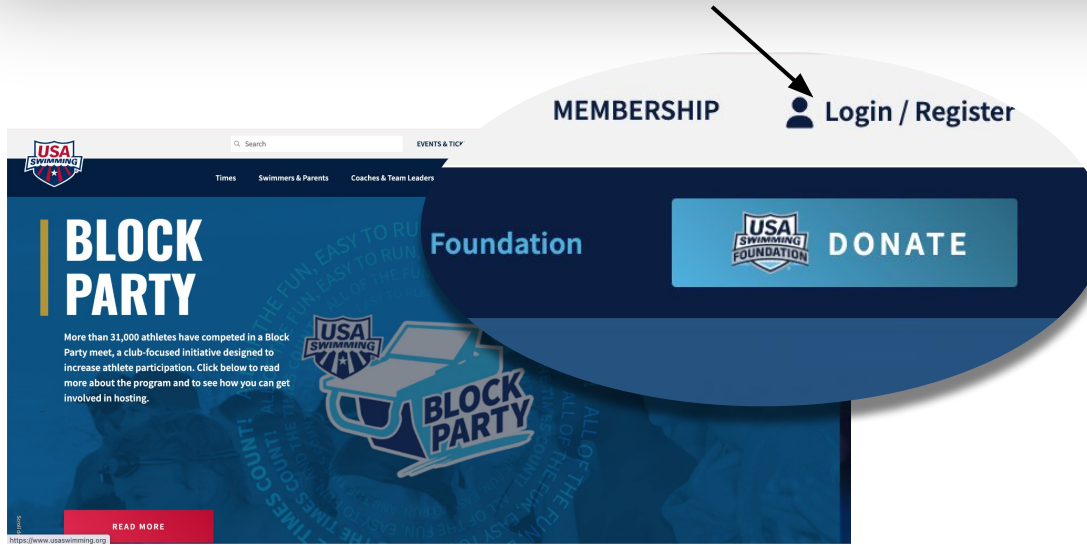 MEMBERSHIP
Login / Register
USA
SWIMMING
Search
EVENTS & TICK
Times
Swimmers & Parents
Coaches & Team Leaders
Foundation
USA
SWIMMING
FOUNDATION
DONATE
BLOCK
PARTY
More than 31,000 athletes have competed in a Block
Party meet, a club-focused initiative designed to
increase athlete participation. Click below to read
more about the program and to see how you can get
involved in hosting.
USA
SWIMMING
BLOCK
PARTY
READ MORE
https://www.usaswimming.org